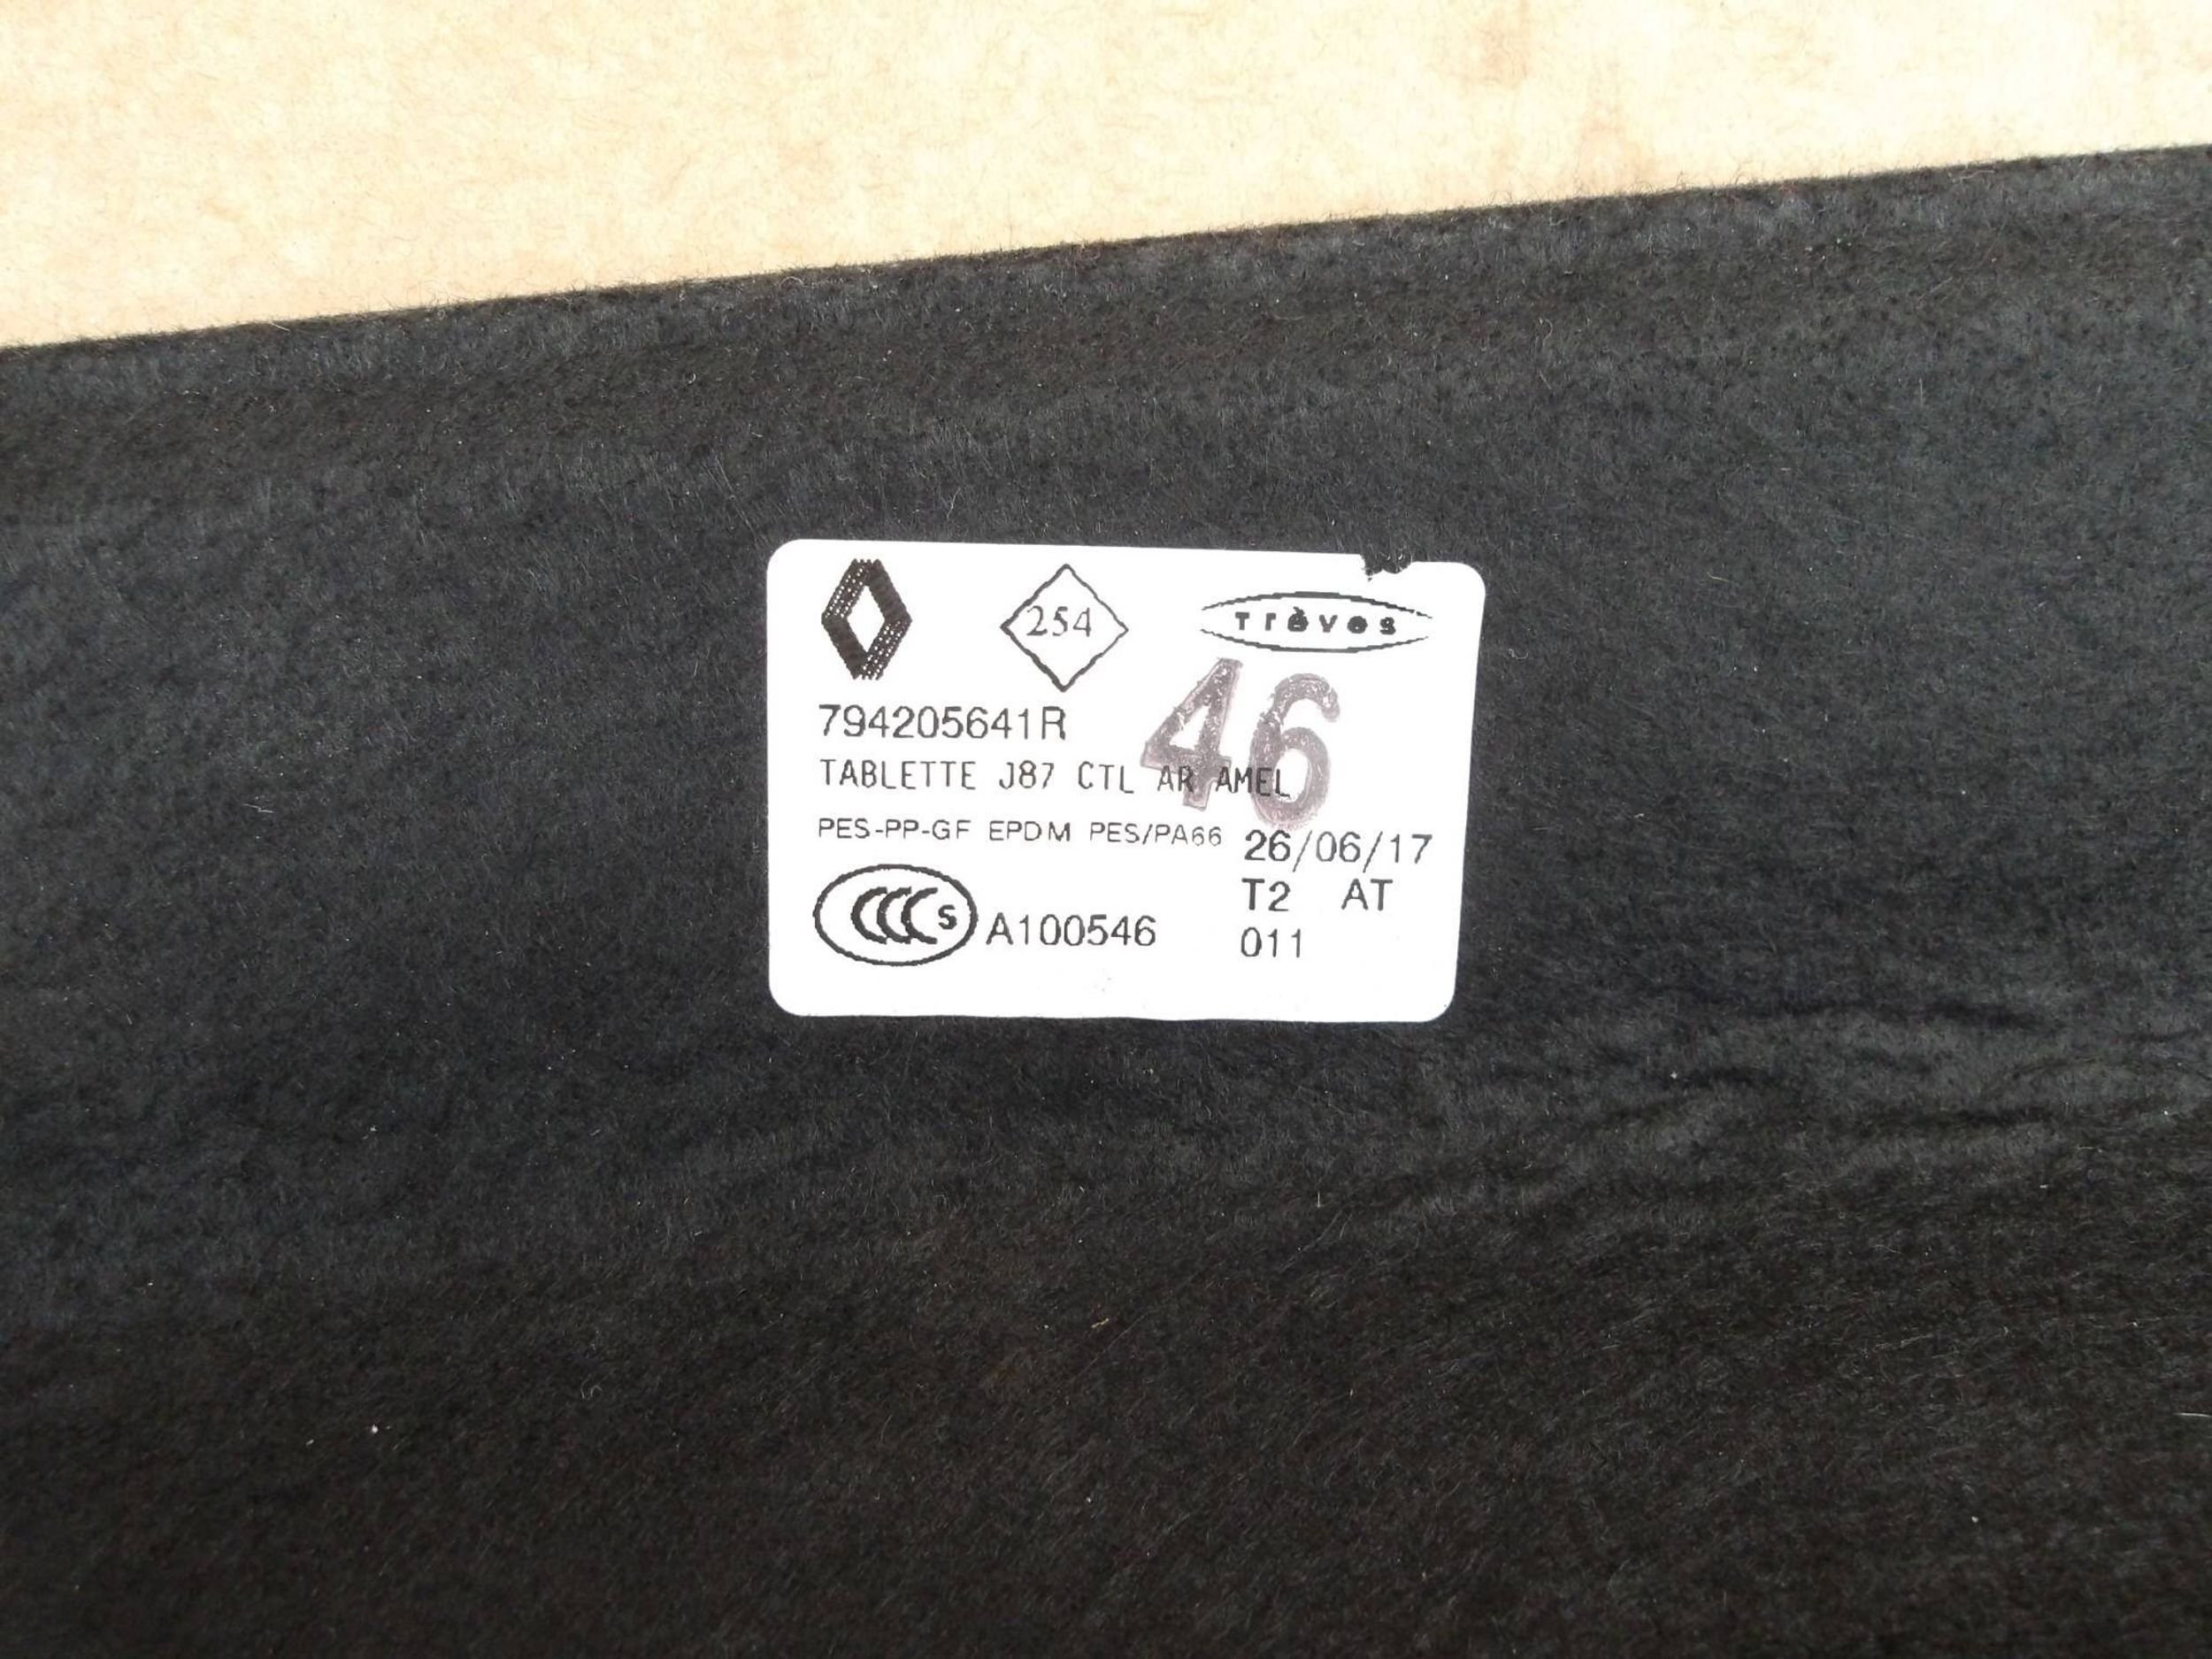 254
Trèves
46
794205641R
TABLETTE J87 CTL AR AMEL
PES-PP-GF EPDM PES/PA66
26/06/17
T2 AT
CCC S A100546
011